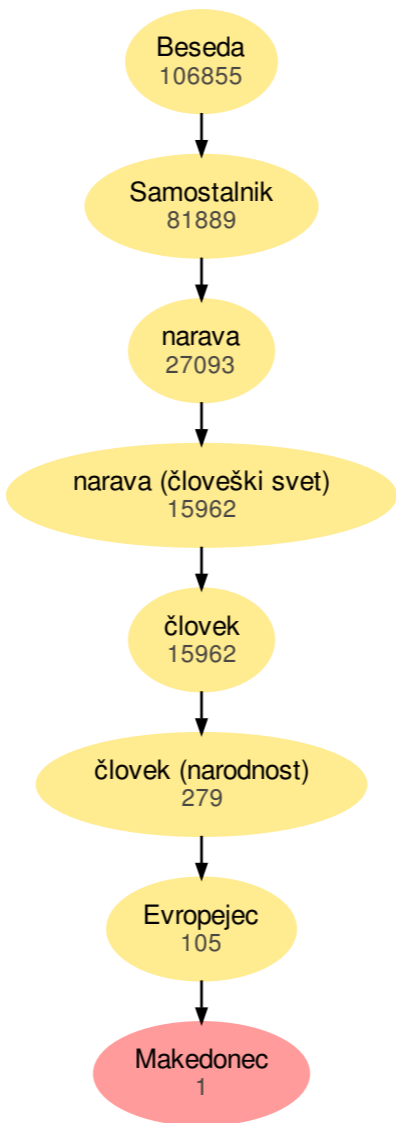 Beseda
106855
Samostalnik
81889
narava
27093
narava (človeški svet)
15962
človek
15962
človek (narodnost)
279
Evropejec
105
Makedonec
1